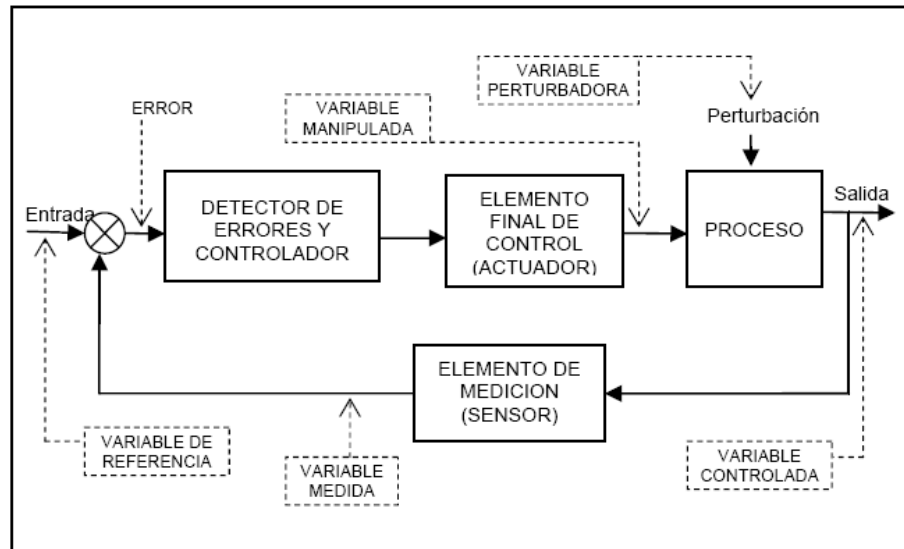 VARIABLE
PERTURBADORA
VARIABLE
MANIPULADA
ERROR
Perturbación
Entrada
DETECTOR DE
ERRORES Y
CONTROLADOR
ELEMENTO
FINAL DE
CONTROL
(ACTUADOR)
PROCESO
Salida
ELEMENTO DE
MEDICION
(SENSOR)
VARIABLE DE
REFERENCIA
VARIABLE
MEDIDA
VARIABLE
CONTROLADA